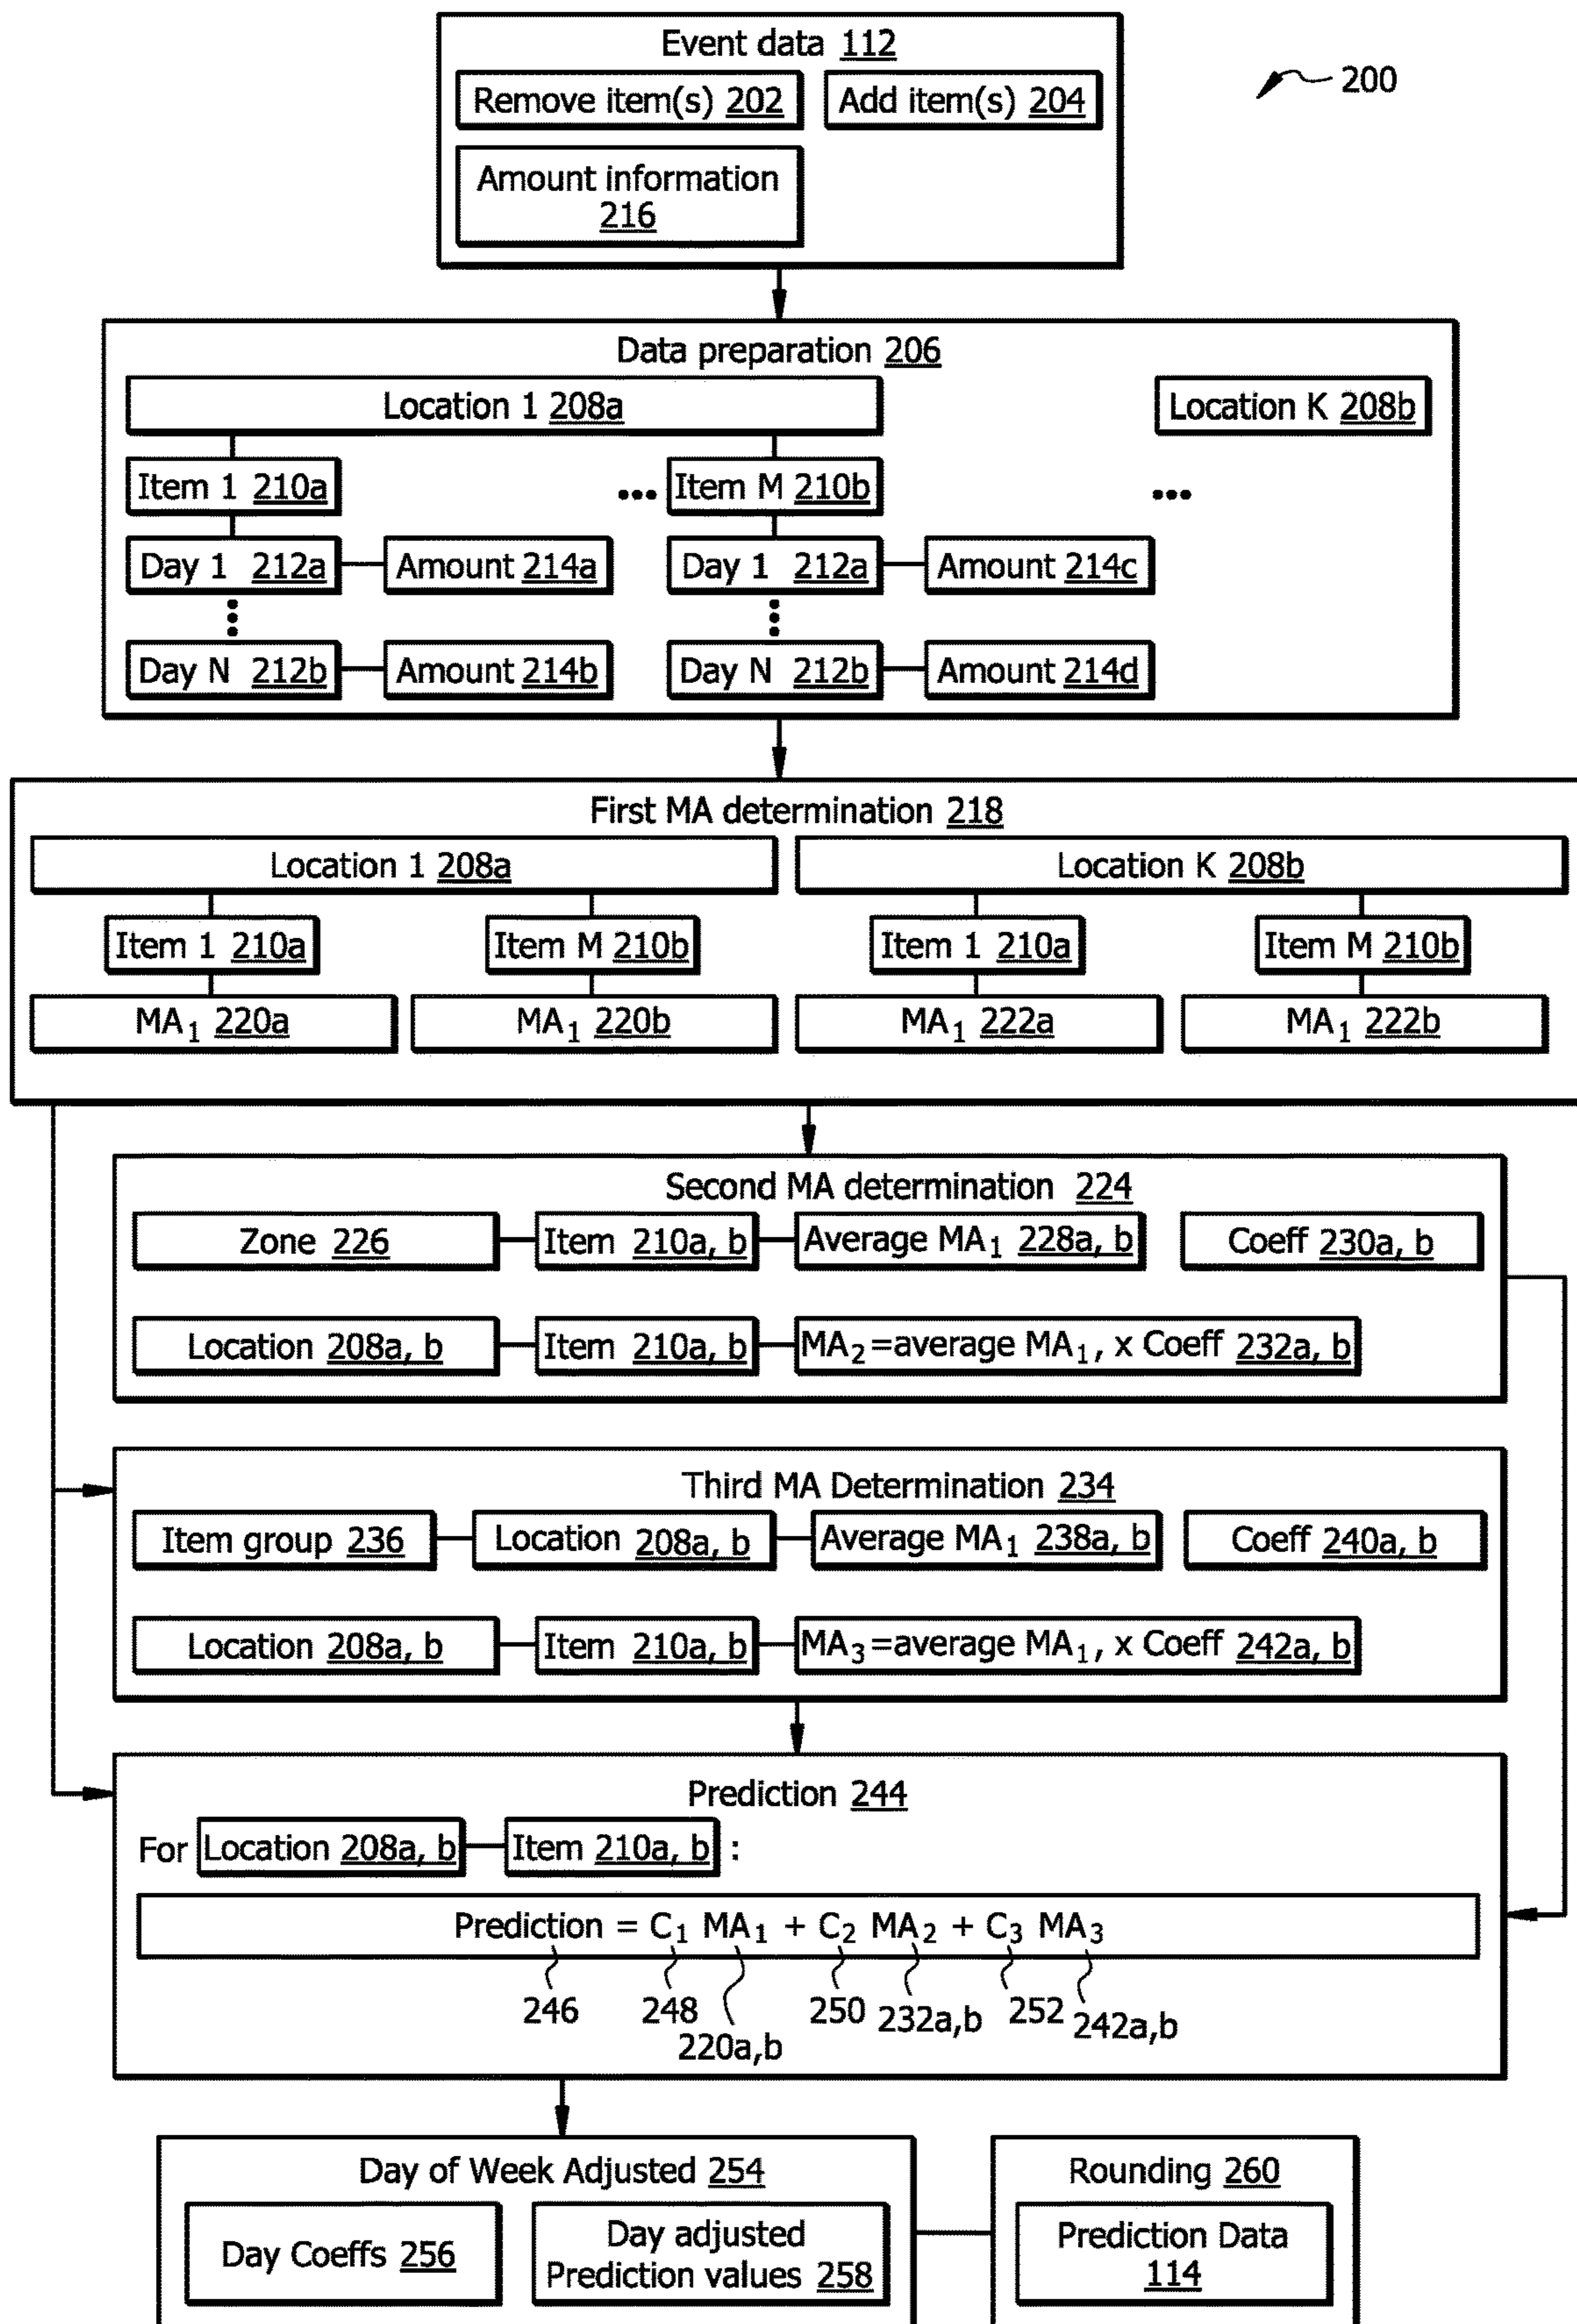 Event data 112
200
Remove item(s) 202 Add item(s) 204
Amount information
216
Data preparation 206
Location 1 208a Location K 208b
Item 1 210a ••• Item M 210b •••
Day 1 212a Amount 214a Day 1 212a Amount 214c
Day N 212b Amount 214b Day N 212b Amount 214d
First MA determination 218
Location 1 208a Location K 208b
Item 1 210a Item M 210b Item 1 210a Item M 210b
MA₁ 220a MA₁ 220b MA₁ 222a MA₁ 222b
Second MA determination 224
Zone 226 Item 210a, b Average MA₁ 228a, b Coeff 230a, b
Location 208a, b Item 210a, b MA₂=average MA₁, x Coeff 232a, b
Third MA Determination 234
Item group 236 Location 208a, b Average MA₁ 238a, b Coeff 240a, b
Location 208a, b Item 210a, b MA₃=average MA₁, x Coeff 242a, b
Prediction 244
For Location 208a, b Item 210a, b :
Prediction = C₁ MA₁ + C₂ MA₂ + C₃ MA₃
246 248 250 232a,b 252 242a,b
220a,b
Day of Week Adjusted 254 Rounding 260
Day Coeffs 256
Day adjusted
Prediction values 258
Prediction Data
114